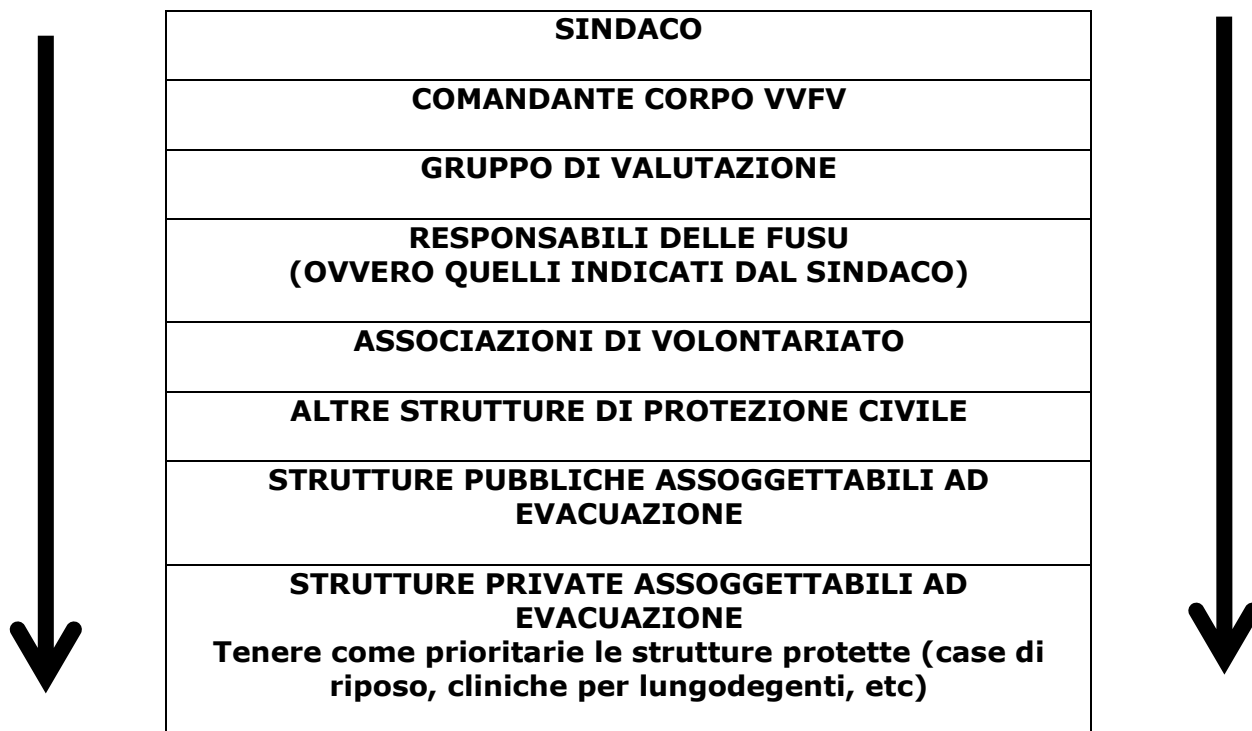 SINDACO
COMANDANTE CORPO VVFV
GRUPPO DI VALUTAZIONE
RESPONSABILI DELLE FUSU
(OVVERO QUELLI INDICATI DAL SINDACO)
ASSOCIAZIONI DI VOLONTARIATO
ALTRE STRUTTURE DI PROTEZIONE CIVILE
STRUTTURE PUBBLICHE ASSOGGETTABILI AD
EVACUAZIONE
STRUTTURE PRIVATE ASSOGGETTABILI AD
EVACUAZIONE
Tenere come prioritarie le strutture protette (case di
riposo, cliniche per lungodegenti, etc)